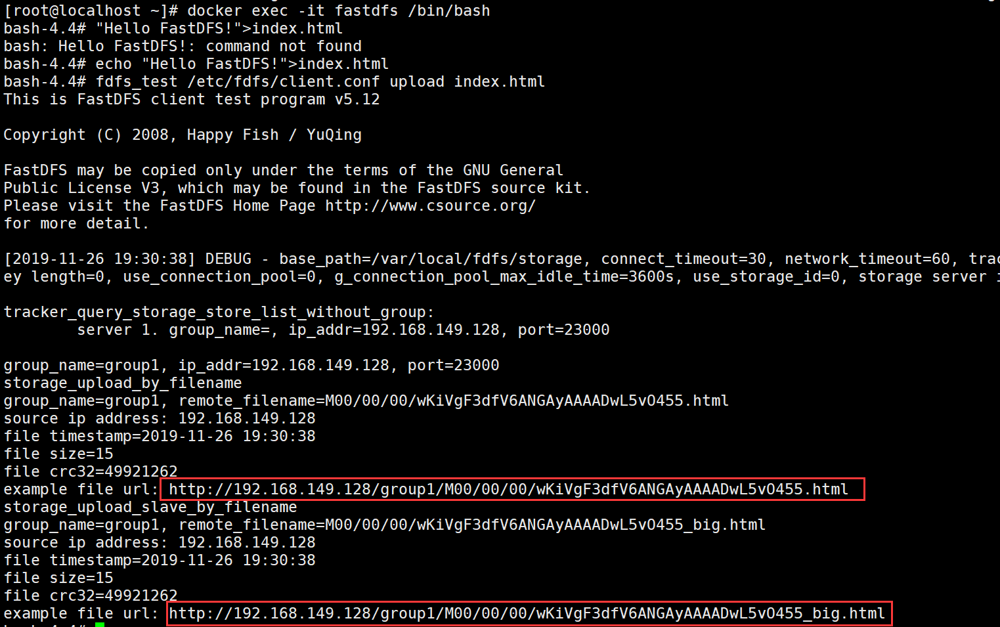 [root@localhost ~]# docker exec -it fastdfs /bin/bash
bash-4.4# "Hello FastDFS!">index.html
bash: Hello FastDFS!: command not found
bash-4.4# echo "Hello FastDFS!">index.html
bash-4.4# fdfs_test /etc/fdfs/client.conf upload index.html
This is FastDFS client test program v5.12
Copyright (C) 2008, Happy Fish / YuQing
FastDFS may be copied only under the terms of the GNU General
Public License V3, which may be found in the FastDFS source kit.
Please visit the FastDFS Home Page http://www.csource.org/
for more detail.
[2019-11-26 19:30:38] DEBUG - base_path=/var/local/fdfs/storage, connect_timeout=30, network_timeout=60, trac
ey length=0, use_connection_pool=0, g_connection_pool_max_idle_time=3600s, use_storage_id=0, storage server i
tracker_query_storage_store_list_without_group:
server 1. group_name=, ip_addr=192.168.149.128, port=23000
group_name=group1, ip_addr=192.168.149.128, port=23000
storage_upload_by_filename
group_name=group1, remote_filename=M00/00/00/wKiVgF3dfV6ANGAyAAAADwL5vO455.html
source ip address: 192.168.149.128
file timestamp=2019-11-26 19:30:38
file size=15
file crc32=49921262
example file url: http://192.168.149.128/group1/M00/00/00/wKiVgF3dfV6ANGAyAAAADwL5vO455.html
storage_upload_slave_by_filename
group_name=group1, remote_filename=M00/00/00/wKiVgF3dfV6ANGAyAAAADwL5vO455_big.html
source ip address: 192.168.149.128
file timestamp=2019-11-26 19:30:38
file size=15
file crc32=49921262
example file url: http://192.168.149.128/group1/M00/00/00/wKiVgF3dfV6ANGAyAAAADwL5vO455_big.html
bash-4.4#